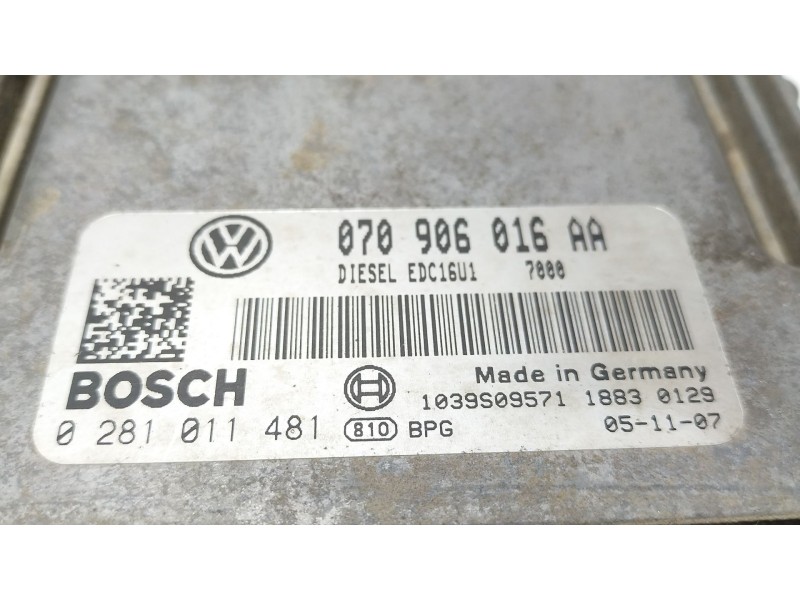 070 906 016 AA
DIESEL EDC16U1 7000
BOSCH
Made in Germany
1039S09571 1883 0129
0 281 011 481 810 BPG 05-11-07